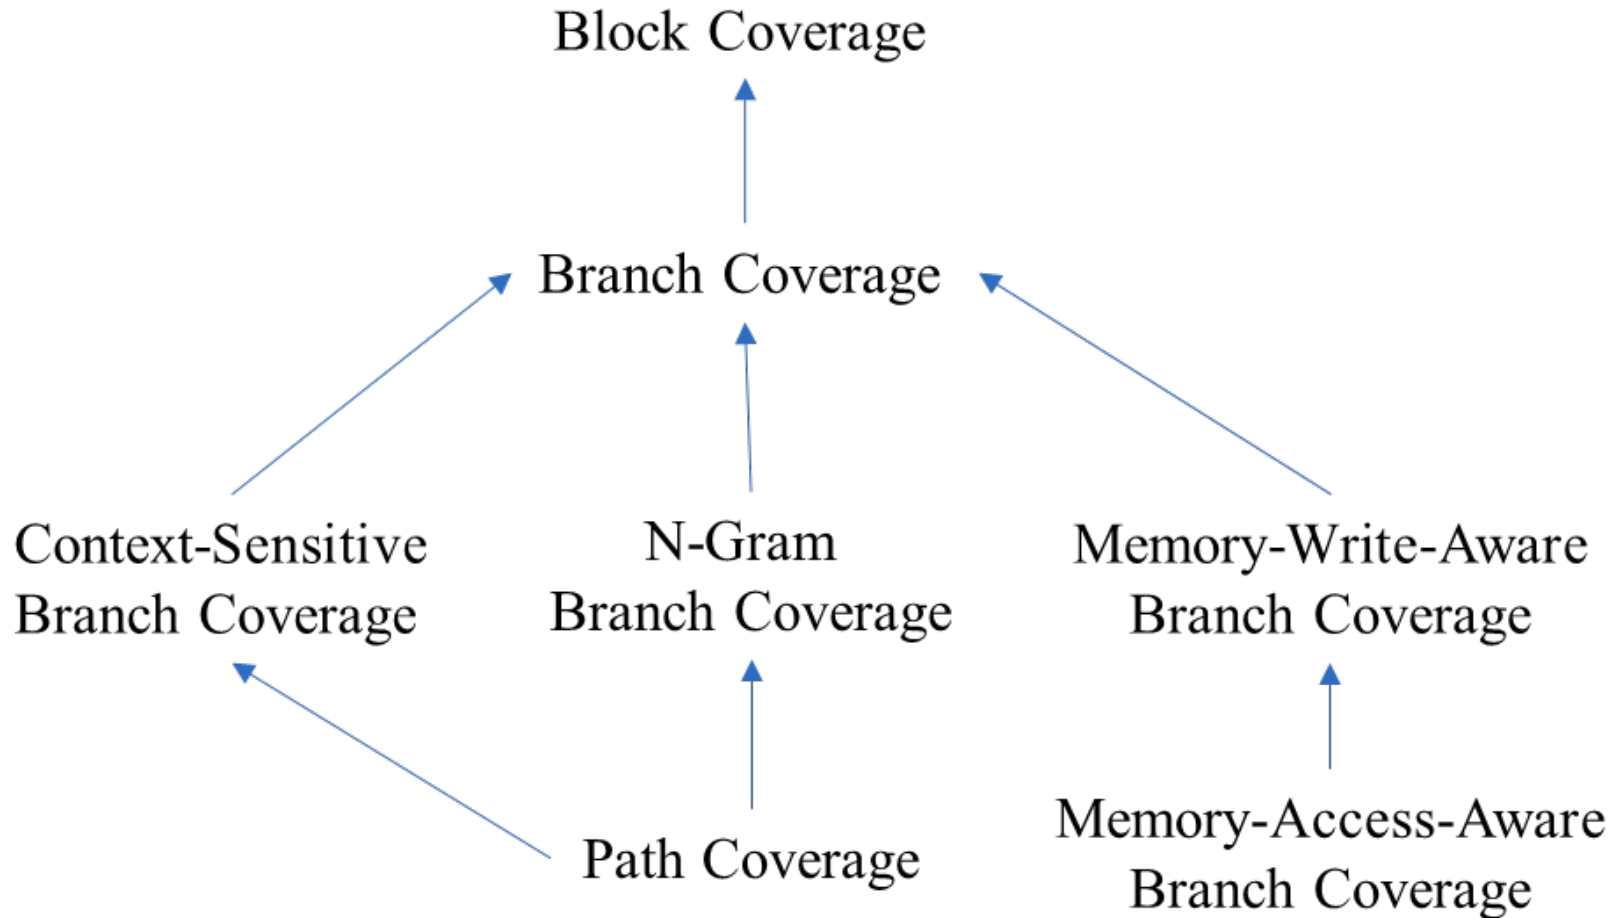 Block Coverage
Branch Coverage
Context-Sensitive
Branch Coverage
N-Gram
Branch Coverage
Memory-Write-Aware
Branch Coverage
Path Coverage
Memory-Access-Aware
Branch Coverage